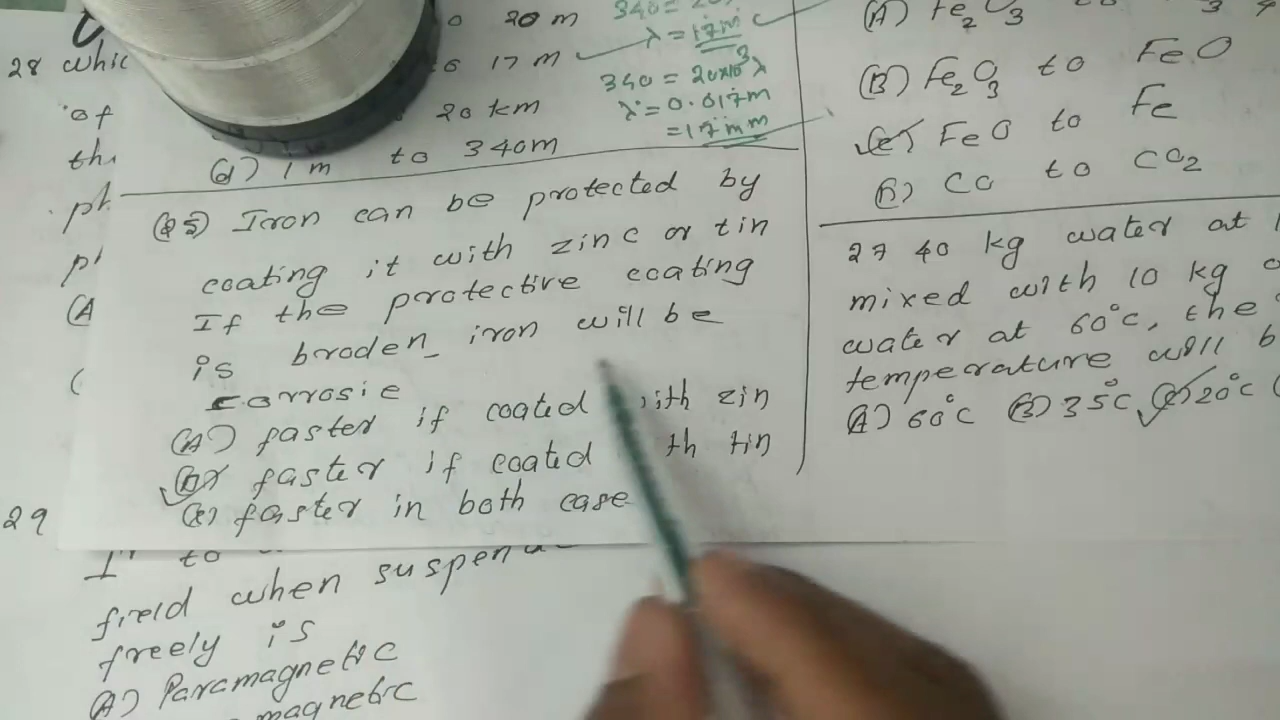 20 m
340 =
28 whic
17 m
λ = 17m
340 = 20×10³ λ
of
20 km
λ = 0.017m
= 17mm
th
(d) 1 m to 340m
ph
(25) Iron can be protected by
coating it with zinc or tin
If the protective coating
is broden iron will be
corrosie
(A) faster if coated with zin
(B) faster if coated th tin
(C) faster in both case
(A) Fe2O3
(B) Fe2O3 to FeO
(C) FeO to Fe
(D) CO to CO2
27 40 kg water at
mixed with 10 kg
water at 60°c, the
temperature will b
(A) 60°C (B) 35°C (C) 20°C
29
to
field when suspen
freely is
(A) Paramagnetic
magnetic